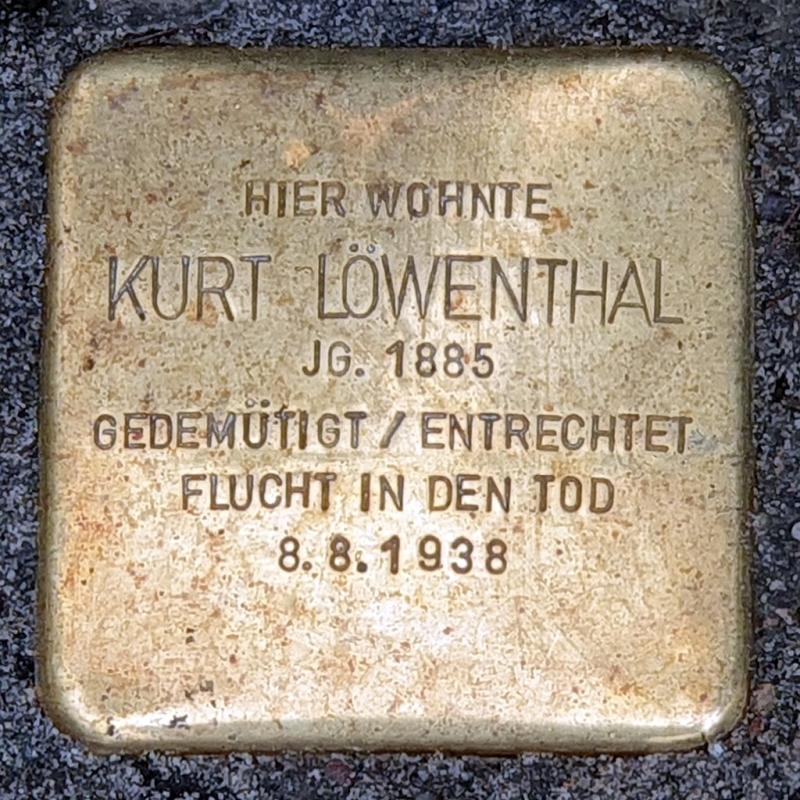 HIER WOHNTE
KURT LÖWENTHAL
JG. 1885
GEDEMÜTIGT / ENTRECHTET
FLUCHT IN DEN TOD
8.8.1938